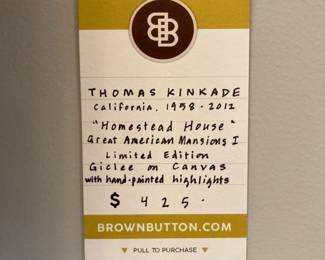 BB
THOMAS KINKADE
California, 1958 - 2012
"Homestead House"
Great American Mansions I
Limited Edition
Giclee on Canvas
with hand-painted highlights
$ 425.
BROWNBUTTON.COM
▼ PULL TO PURCHASE ▼